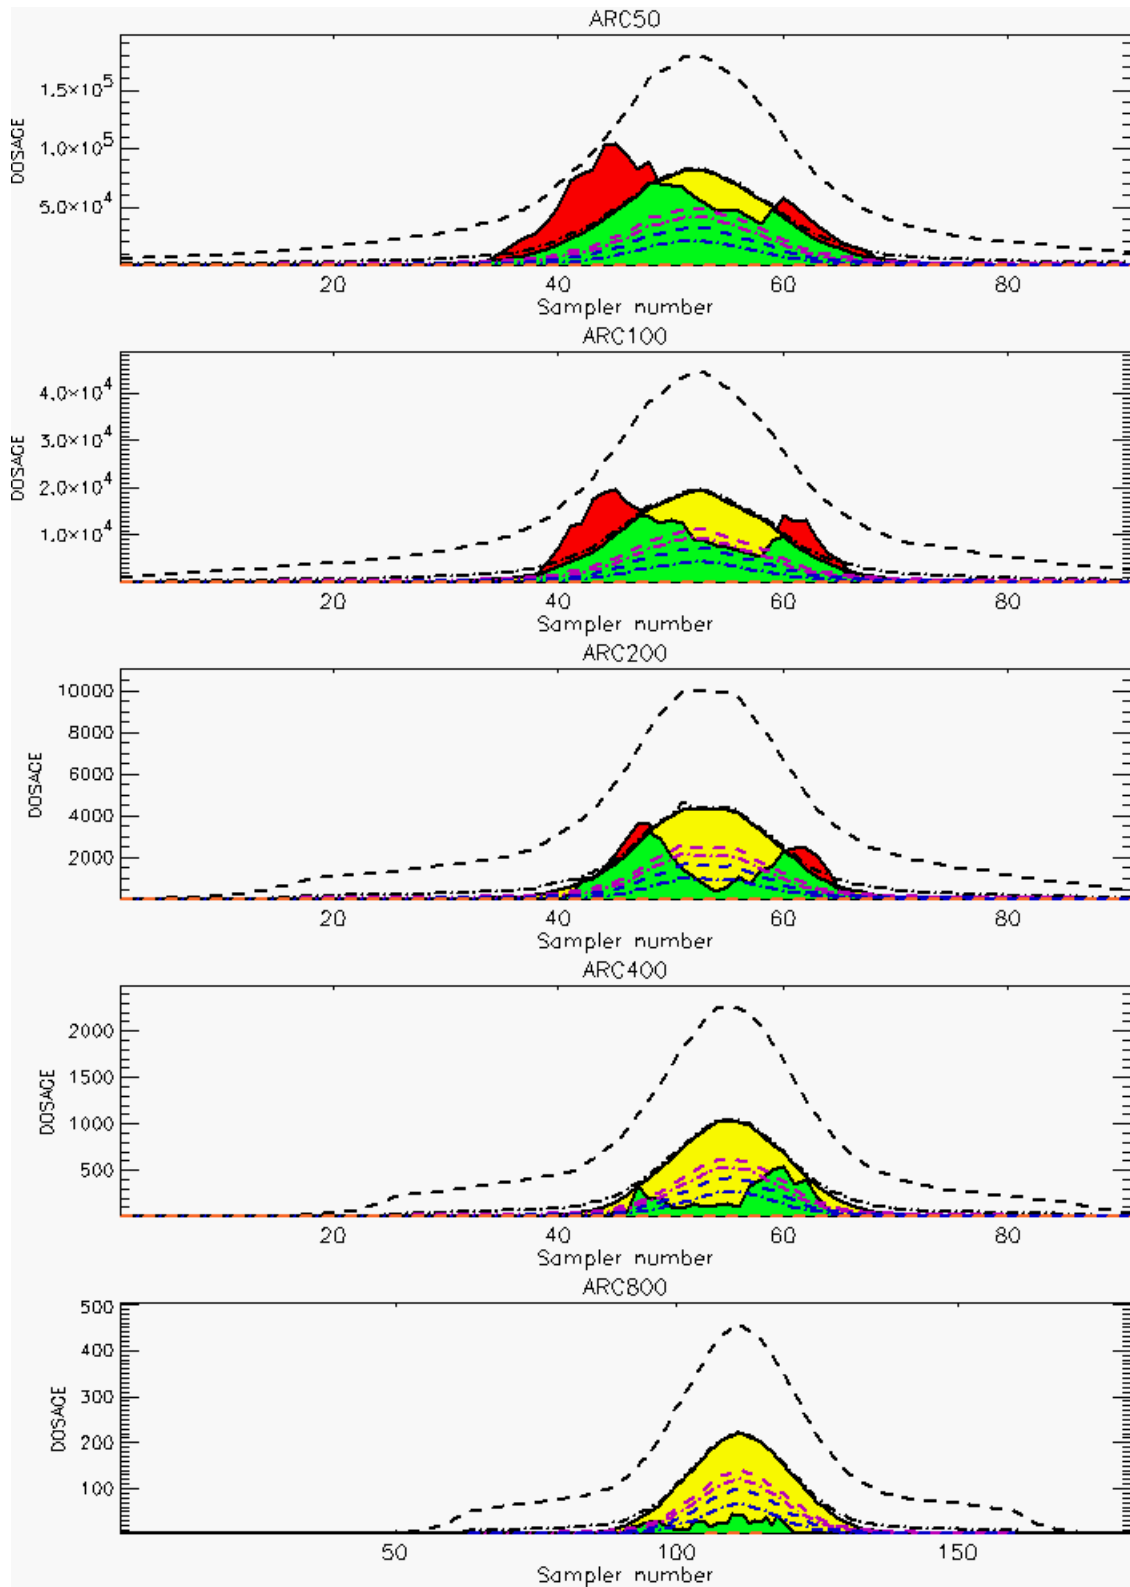 ARC50
1.5×10^5
1.0×10^5
5.0×10^4
DOSAGE
20 40 60 80
Sampler number
ARC100
4.0×10^4
3.0×10^4
2.0×10^4
1.0×10^4
DOSAGE
20 40 60 80
Sampler number
ARC200
10000
8000
6000
4000
2000
DOSAGE
20 40 60 80
Sampler number
ARC400
2000
1500
1000
500
DOSAGE
20 40 60 80
Sampler number
ARC800
500
400
300
200
100
DOSAGE
50 100 150
Sampler number